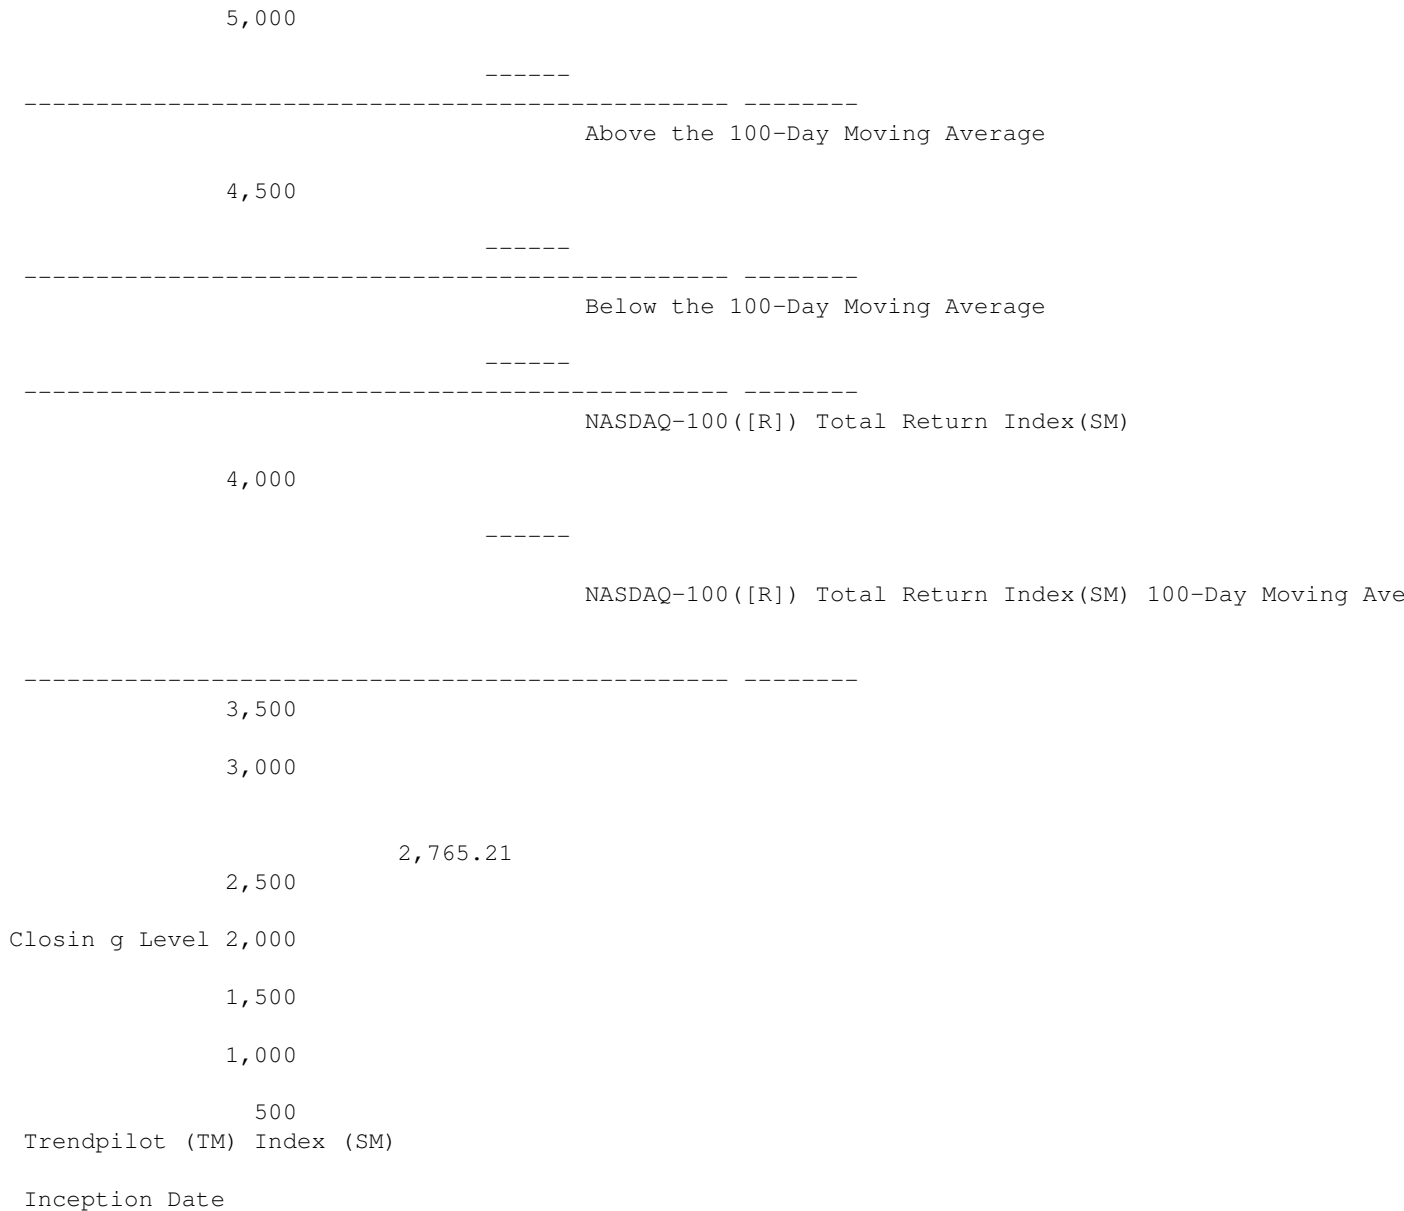 5,000
------
------------------------------------------------- --------
Above the 100-Day Moving Average
4,500
------
------------------------------------------------- --------
Below the 100-Day Moving Average
------
------------------------------------------------- --------
NASDAQ-100([R]) Total Return Index(SM)
4,000
------
NASDAQ-100([R]) Total Return Index(SM) 100-Day Moving Ave
------------------------------------------------- --------
3,500
3,000
2,765.21
2,500
Closin g Level 2,000
1,500
1,000
500
Trendpilot (TM) Index (SM)
Inception Date